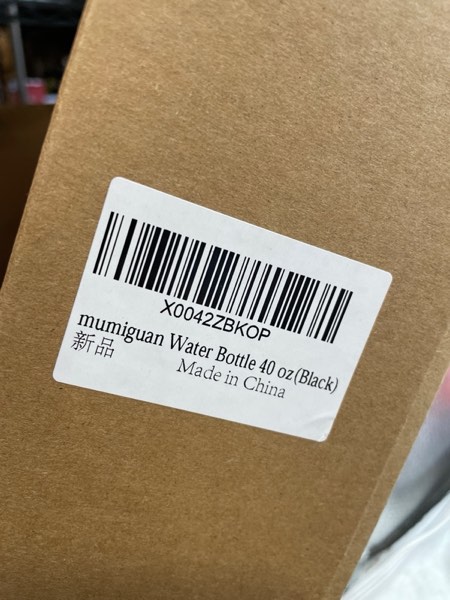 X0042ZBKOP
mumiguan Water Bottle 40 oz(Black)
新品
Made in China